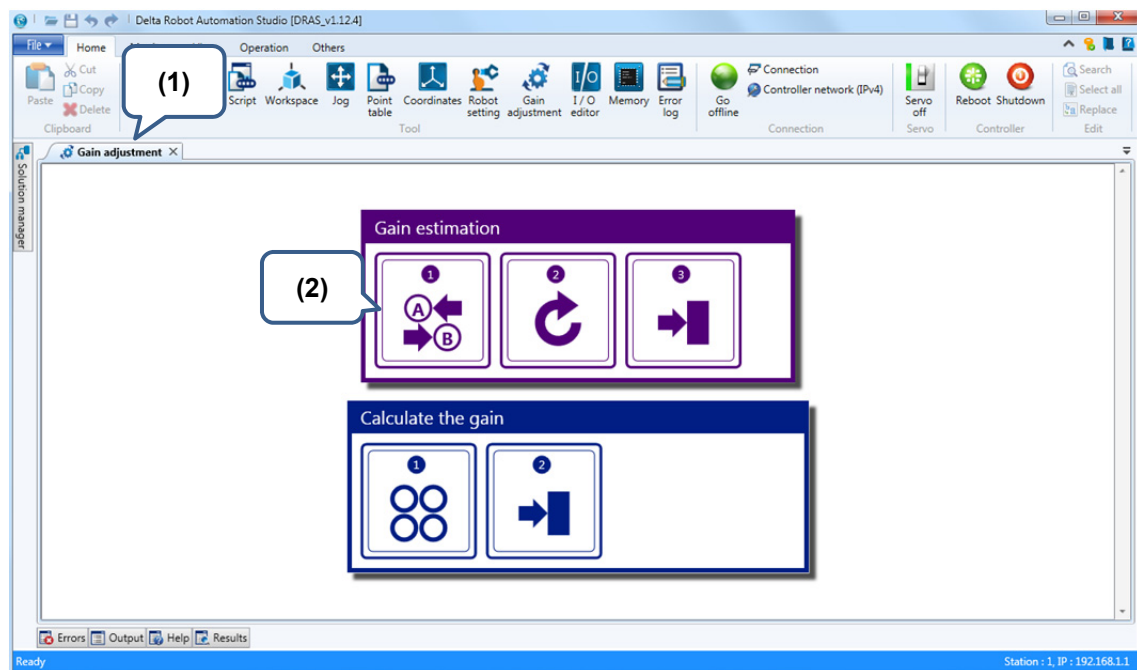 Delta Robot Automation Studio [DRAS_v1.12.4]
File Home Operation Others
Paste
Cut
Copy
Delete
Clipboard
(1)
Script Workspace Jog Point table Coordinates Robot setting Gain adjustment I / O editor Memory Error log
Tool
Go offline
Connection
Controller network (IPv4)
Connection
Servo off
Servo
Reboot Shutdown
Controller
Search
Select all
Replace
Edit
Solution manager
Gain adjustment
Gain estimation
(2)
1 2 3
A
B
Calculate the gain
1 2
Errors Output Help Results
Ready Station : 1, IP : 192.168.1.1